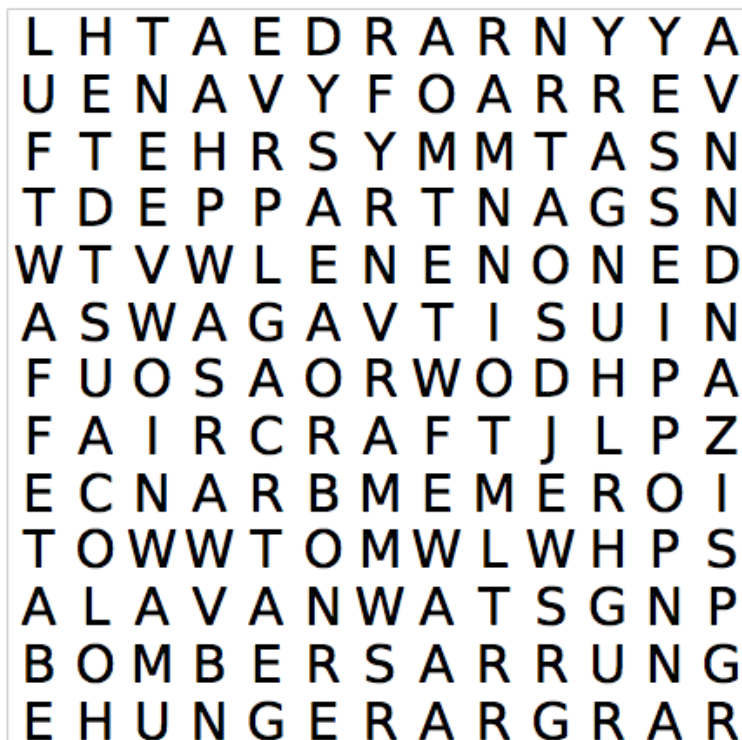 L H T A E D R A R N Y Y A
U E N A V Y F O A R R E V
F T E H R S Y M M T A S N
T D E P P A R T N A G S N
W T V W L E N E N O N E D
A S W A G A V T I S U I N
F U O S A O R W O D H P A
F A I R C R A F T J L P Z
E C N A R B M E M E R O I
T O W W T O M W L W H P S
A L A V A N W A T S G N P
B O M B E R S A R R U N G
E H U N G E R A R G R A R